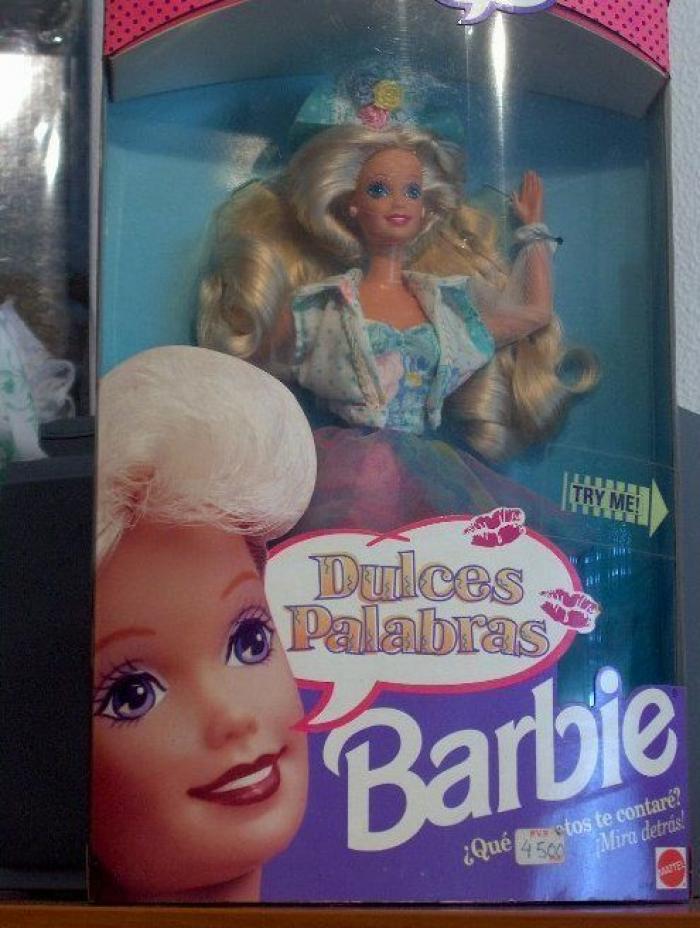 TRY ME!
Dulces
Palabras
Barbie
¿Qué tos te contaré?
¡Mira detrás!
P.V.P.
4500
MATTEL